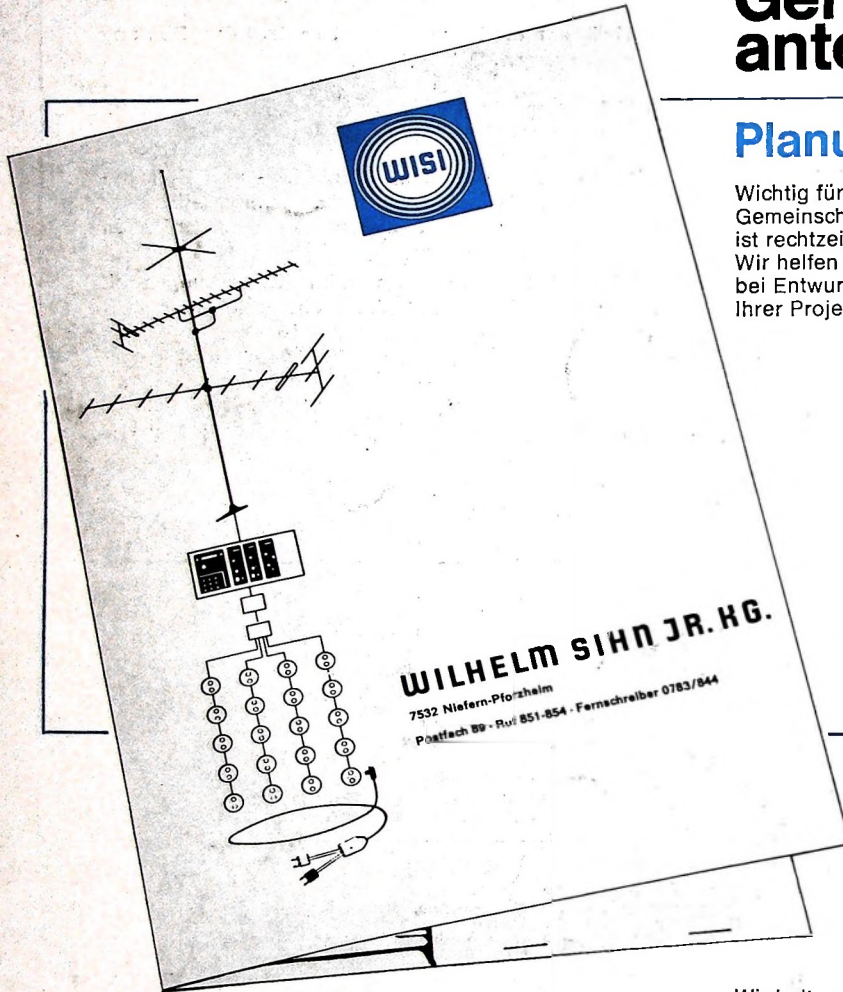 WISI
WILHELM SIHN JR. KG.
7532 Niefern-Pforzheim
Postfach 89 · Ruf 851-854 · Fernschreiber 0783/844
ante
Planu
Wichtig für
Gemeinsch
ist rechtzei
Wir helfen
bei Entwur
Ihrer Proje